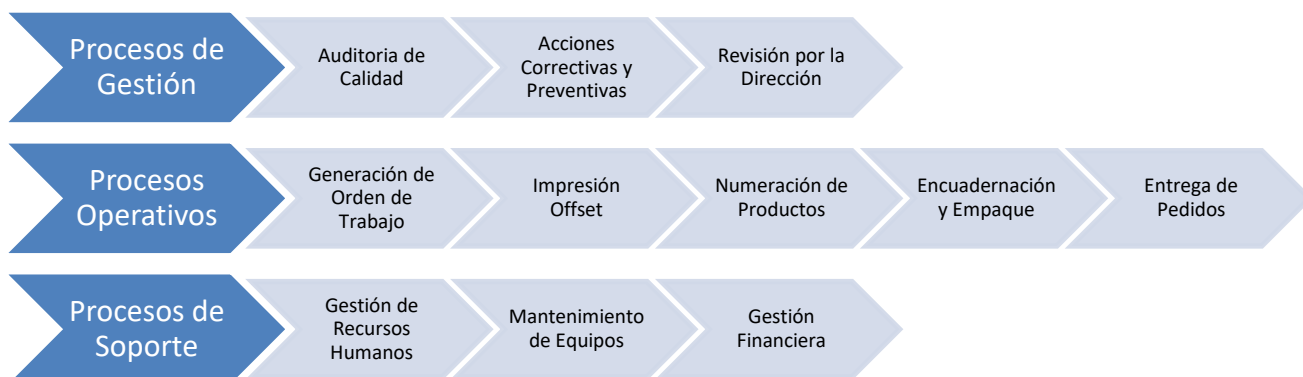 Procesos de
Gestión
Auditoria de
Calidad
Acciones
Correctivas y
Preventivas
Revisión por la
Dirección
Procesos
Operativos
Generación de
Orden de
Trabajo
Impresión
Offset
Numeración de
Productos
Encuadernación
y Empaque
Entrega de
Pedidos
Procesos de
Soporte
Gestión de
Recursos
Humanos
Mantenimiento
de Equipos
Gestión
Financiera